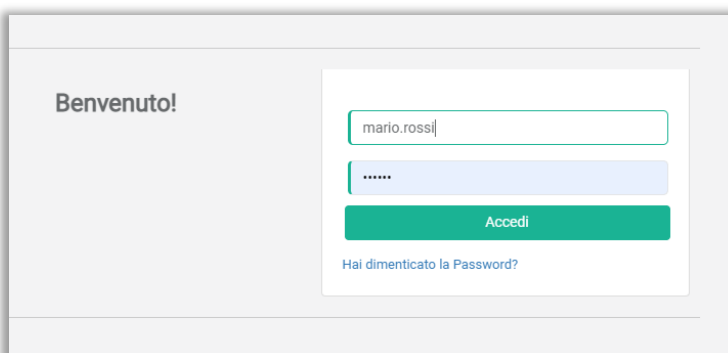 Benvenuto!
mario.rossi
••••••
Accedi
Hai dimenticato la Password?